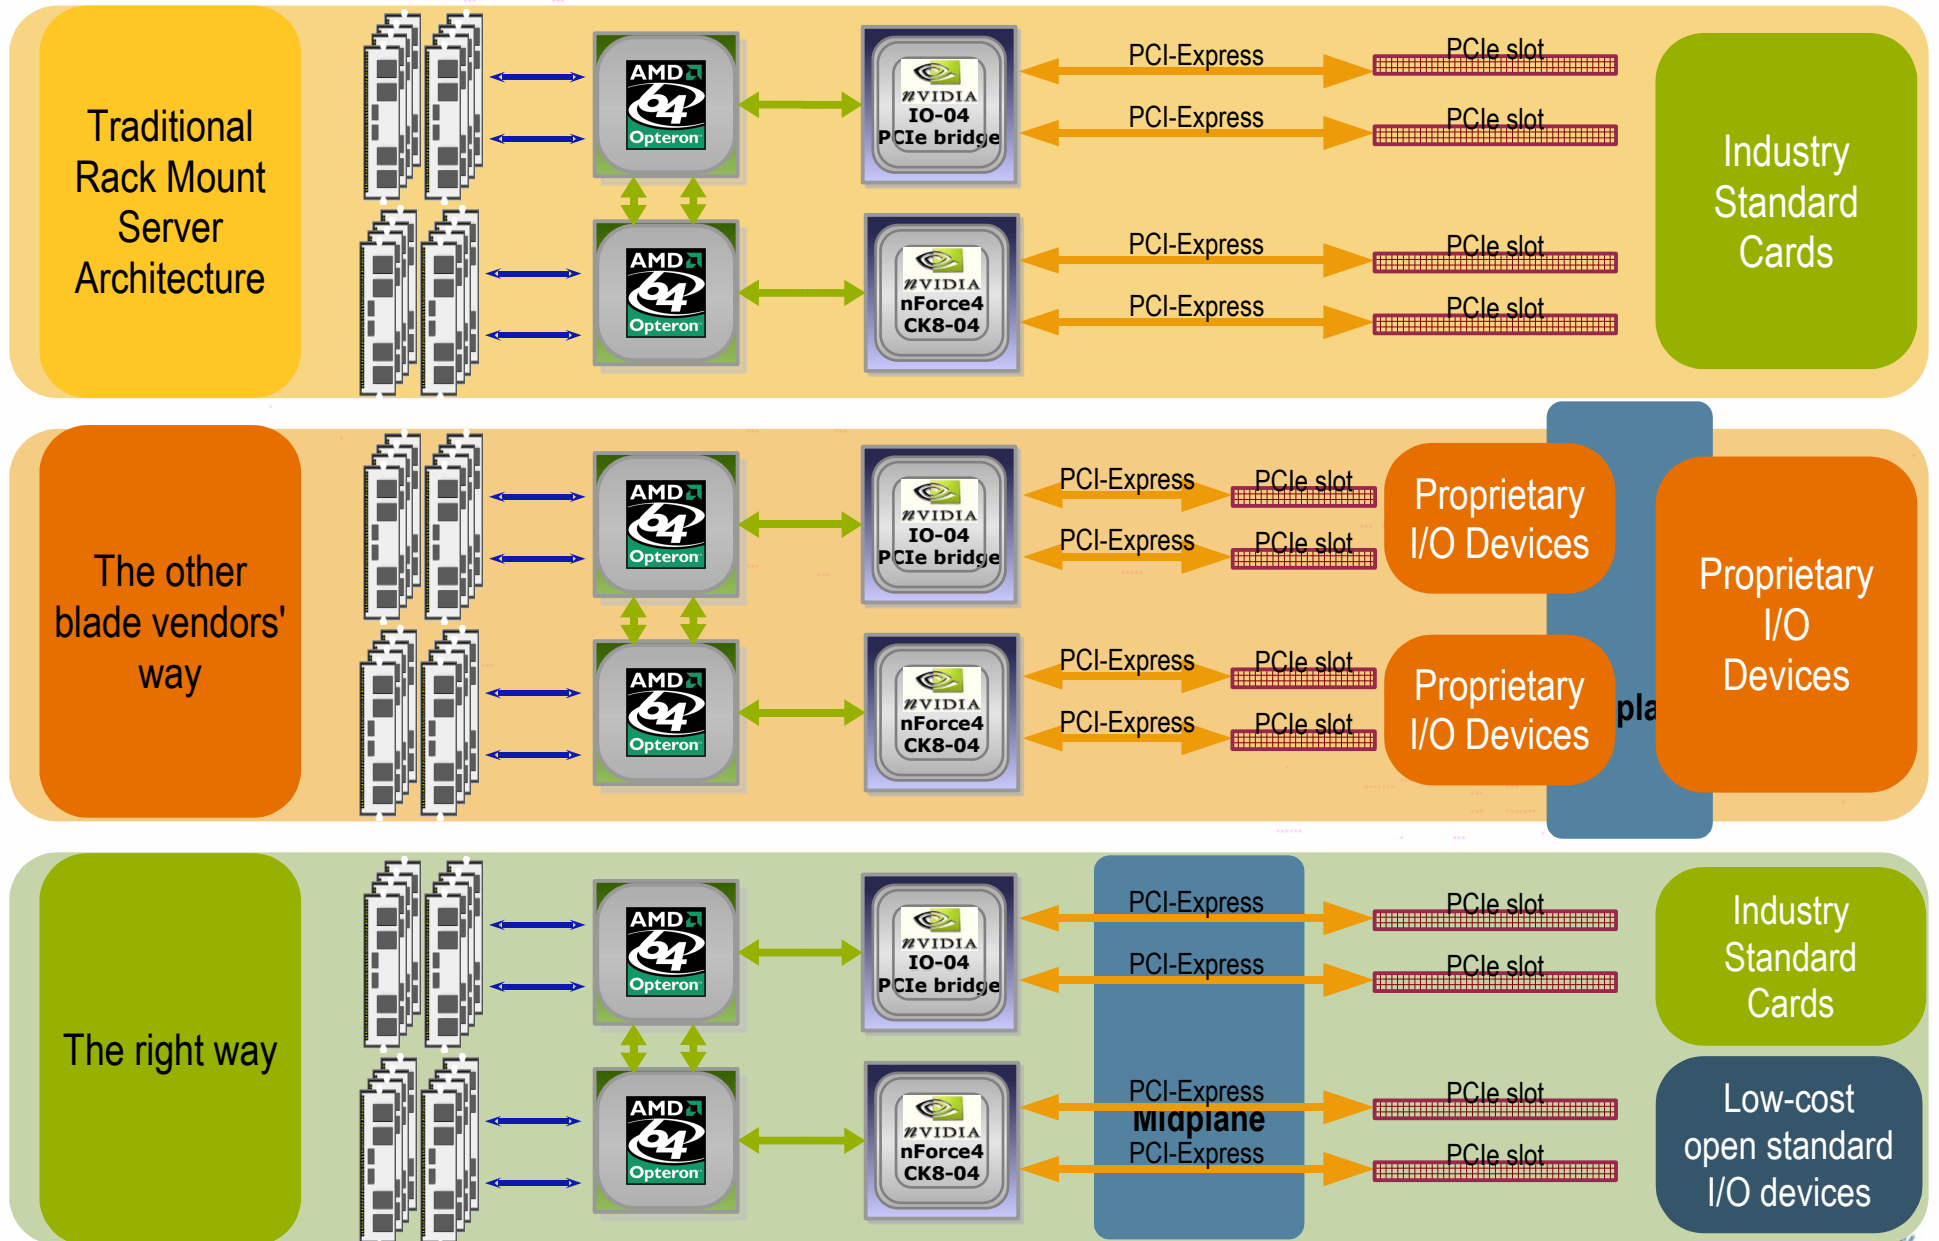 Traditional
Rack Mount
Server
Architecture
AMD
64
Opteron
AMD
64
Opteron
nVIDIA
IO-04
PCIe bridge
nVIDIA
nForce4
CK8-04
PCI-Express
PCIe slot
PCI-Express
PCIe slot
PCI-Express
PCIe slot
PCI-Express
PCIe slot
Industry
Standard
Cards
The other
blade vendors'
way
AMD
64
Opteron
AMD
64
Opteron
nVIDIA
IO-04
PCIe bridge
nVIDIA
nForce4
CK8-04
PCI-Express
PCIe slot
PCI-Express
PCIe slot
PCI-Express
PCIe slot
PCI-Express
PCIe slot
Proprietary
I/O Devices
Proprietary
I/O Devices
Proprietary
I/O
Devices
The right way
AMD
64
Opteron
AMD
64
Opteron
nVIDIA
IO-04
PCIe bridge
nVIDIA
nForce4
CK8-04
PCI-Express
PCIe slot
PCI-Express
PCIe slot
PCI-Express
PCIe slot
Midplane
PCI-Express
PCIe slot
Industry
Standard
Cards
Low-cost
open standard
I/O devices